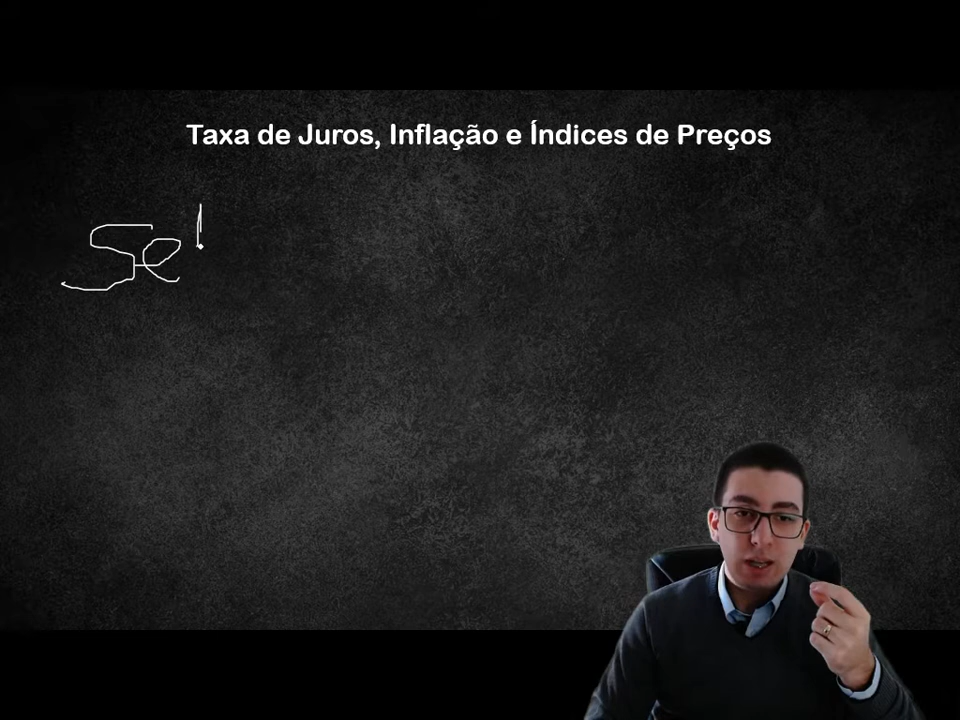 Taxa de Juros, Inflação e Índices de Preços
Se!